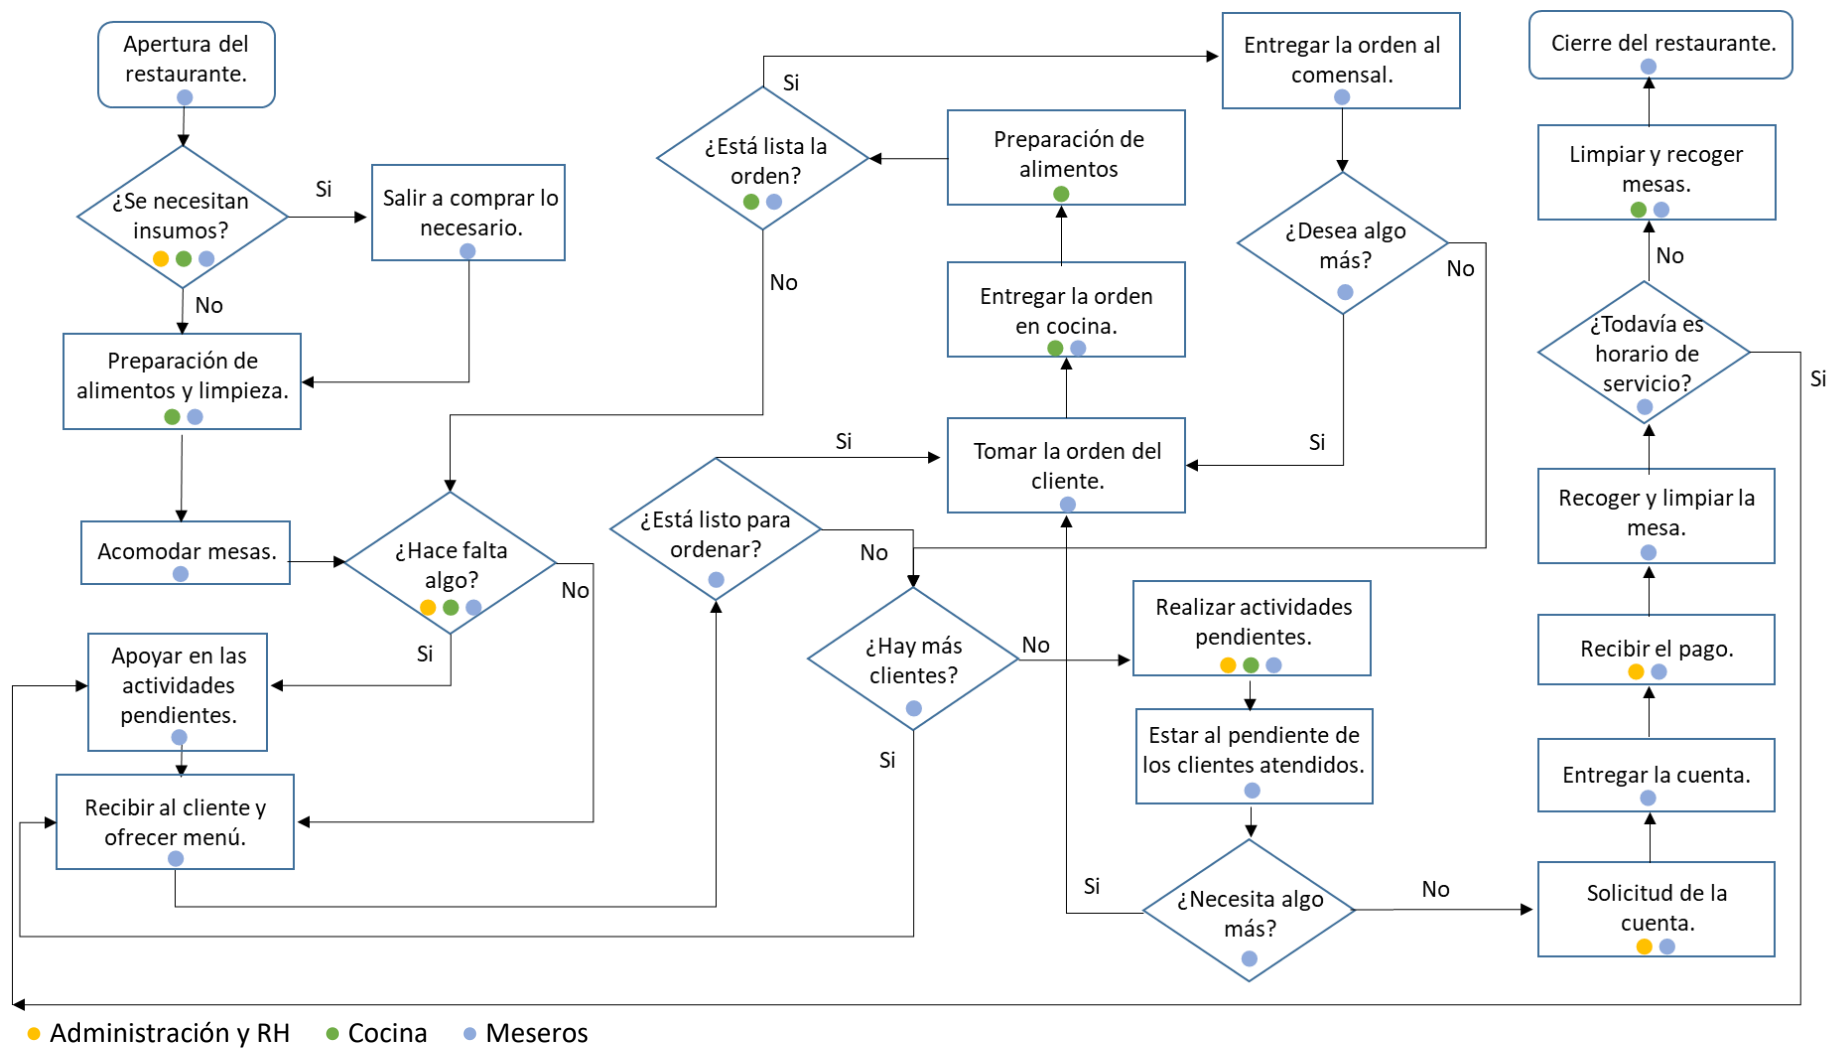 Apertura del
restaurante.
¿Se necesitan
insumos?
Si
Salir a comprar lo
necesario.
No
Preparación de
alimentos y limpieza.
Acomodar mesas.
¿Hace falta
algo?
No
Si
Apoyar en las
actividades
pendientes.
Recibir al cliente y
ofrecer menú.
¿Está listo para
ordenar?
Si
No
Tomar la orden del
cliente.
Entregar la orden
en cocina.
Preparación de
alimentos
¿Está lista la
orden?
Si
No
Entregar la orden al
comensal.
¿Desea algo
más?
No
Si
¿Hay más
clientes?
No
Si
Realizar actividades
pendientes.
Estar al pendiente de
los clientes atendidos.
¿Necesita algo
más?
Si
No
Solicitud de la
cuenta.
Entregar la cuenta.
Recibir el pago.
Recoger y limpiar la
mesa.
¿Todavía es
horario de
servicio?
Si
No
Limpiar y recoger
mesas.
Cierre del restaurante.
Administración y RH
Cocina
Meseros